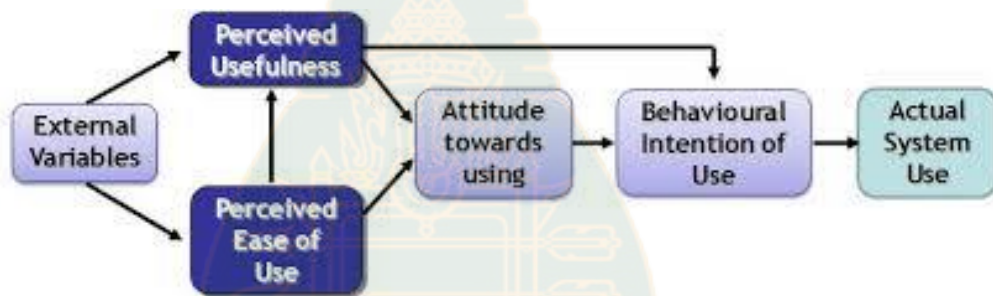 Perceived
Usefulness
External
Variables
Perceived
Ease of
Use
Attitude
towards
using
Behavioural
Intention of
Use
Actual
System
Use